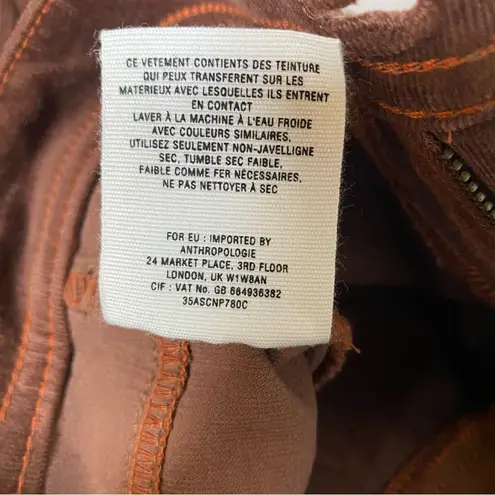 CE VETEMENT CONTIENTS DES TEINTURE
QUI PEUX TRANSFERENT SUR LES
MATERIEUX AVEC LESQUELLES ILS ENTRENT
EN CONTACT
LAVER À LA MACHINE À L'EAU FROIDE
AVEC COULEURS SIMILAIRES,
UTILISEZ SEULEMENT NON-JAVELLIGNE
SEC, TUMBLE SEC FAIBLE,
FAIBLE COMME FER NÉCESSAIRES,
NE PAS NETTOYER À SEC
FOR EU : IMPORTED BY
ANTHROPOLOGIE
24 MARKET PLACE, 3RD FLOOR
LONDON, UK W1W8AN
CIF : VAT No. GB 664936382
35ASCNP780C